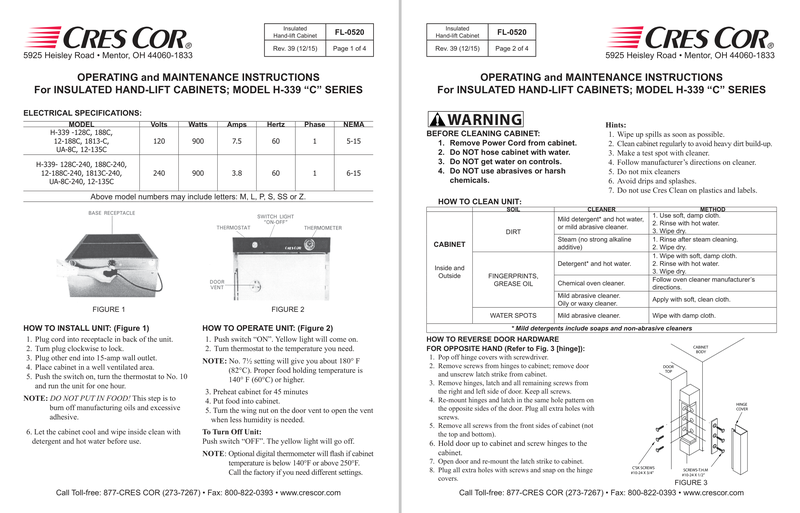 CRES COR®
5925 Heisley Road • Mentor, OH 44060-1833
Insulated
Hand-lift Cabinet
FL-0520
Rev. 39 (12/15)
Page 1 of 4
OPERATING and MAINTENANCE INSTRUCTIONS
For INSULATED HAND-LIFT CABINETS; MODEL H-339 “C” SERIES
ELECTRICAL SPECIFICATIONS:
MODEL Volts Watts Amps Hertz Phase NEMA
H-339 -128C, 188C,
12-188C, 1813-C,
UA-8C, 12-135C
120 900 7.5 60 1 5-15
H-339- 128C-240, 188C-240,
12-188C-240, 1813C-240,
UA-8C-240, 12-135C
240 900 3.8 60 1 6-15
Above model numbers may include letters: M, L, P, S, SS or Z.
BASE RECEPTACLE
FIGURE 1
SWITCH LIGHT
"ON-OFF"
THERMOSTAT
THERMOMETER
CRES COR
DOOR
VENT
FIGURE 2
HOW TO INSTALL UNIT: (Figure 1)
1. Plug cord into receptacle in back of the unit.
2. Turn plug clockwise to lock.
3. Plug other end into 15-amp wall outlet.
4. Place cabinet in a well ventilated area.
5. Push the switch on, turn the thermostat to No. 10
and run the unit for one hour.
NOTE: DO NOT PUT IN FOOD! This step is to
burn off manufacturing oils and excessive
adhesive.
6. Let the cabinet cool and wipe inside clean with
detergent and hot water before use.
HOW TO OPERATE UNIT: (Figure 2)
1. Push switch “ON”. Yellow light will come on.
2. Turn thermostat to the temperature you need.
NOTE: No. 7½ setting will give you about 180° F
(82°C). Proper food holding temperature is
140° F (60°C) or higher.
3. Preheat cabinet for 45 minutes
4. Put food into cabinet.
5. Turn the wing nut on the door vent to open the vent
when less humidity is needed.
To Turn Off Unit:
Push switch “OFF”. The yellow light will go off.
NOTE: Optional digital thermometer will flash if cabinet
temperature is below 140°F or above 250°F.
Call the factory if you need different settings.
Call Toll-free: 877-CRES COR (273-7267) • Fax: 800-822-0393 • www.crescor.com
Insulated
Hand-lift Cabinet
FL-0520
Rev. 39 (12/15)
Page 2 of 4
CRES COR®
5925 Heisley Road • Mentor, OH 44060-1833
OPERATING and MAINTENANCE INSTRUCTIONS
For INSULATED HAND-LIFT CABINETS; MODEL H-339 “C” SERIES
WARNING
BEFORE CLEANING CABINET:
1. Remove Power Cord from cabinet.
2. Do NOT hose cabinet with water.
3. Do NOT get water on controls.
4. Do NOT use abrasives or harsh
chemicals.
Hints:
1. Wipe up spills as soon as possible.
2. Clean cabinet regularly to avoid heavy dirt build-up.
3. Make a test spot with cleaner.
4. Follow manufacturer’s directions on cleaner.
5. Do not mix cleaners
6. Avoid drips and splashes.
7. Do not use Cres Clean on plastics and labels.
HOW TO CLEAN UNIT:
SOIL CLEANER METHOD
CABINET
Inside and
Outside
DIRT
Mild detergent* and hot water,
or mild abrasive cleaner.
1. Use soft, damp cloth.
2. Rinse with hot water.
3. Wipe dry.
Steam (no strong alkaline
additive)
1. Rinse after steam cleaning.
2. Wipe dry.
FINGERPRINTS,
GREASE OIL
Detergent* and hot water.
1. Wipe with soft, damp cloth.
2. Rinse with hot water.
3. Wipe dry.
Chemical oven cleaner.
Follow oven cleaner manufacturer’s
directions.
Mild abrasive cleaner.
Oily or waxy cleaner.
Apply with soft, clean cloth.
WATER SPOTS
Mild abrasive cleaner.
Wipe with damp cloth.
* Mild detergents include soaps and non-abrasive cleaners
HOW TO REVERSE DOOR HARDWARE
FOR OPPOSITE HAND (Refer to Fig. 3 [hinge]):
1. Pop off hinge covers with screwdriver.
2. Remove screws from hinges to cabinet; remove door
and unscrew latch strike from cabinet.
3. Remove hinges, latch and all remaining screws from
the right and left side of door. Keep all screws.
4. Re-mount hinges and latch in the same hole pattern on
the opposite sides of the door. Plug all extra holes with
screws.
5. Remove all screws from the front sides of cabinet (not
the top and bottom).
6. Hold door up to cabinet and screw hinges to the
cabinet.
7. Open door and re-mount the latch strike to cabinet.
8. Plug all extra holes with screws and snap on the hinge
covers.
CABINET
BODY
DOOR
TOP
HINGE
COVER
C'SK SCREWS
#10-24 X 3/4"
SCREWS-T.H.M
#10-24 X 1/2"
FIGURE 3
Call Toll-free: 877-CRES COR (273-7267) • Fax: 800-822-0393 • www.crescor.com